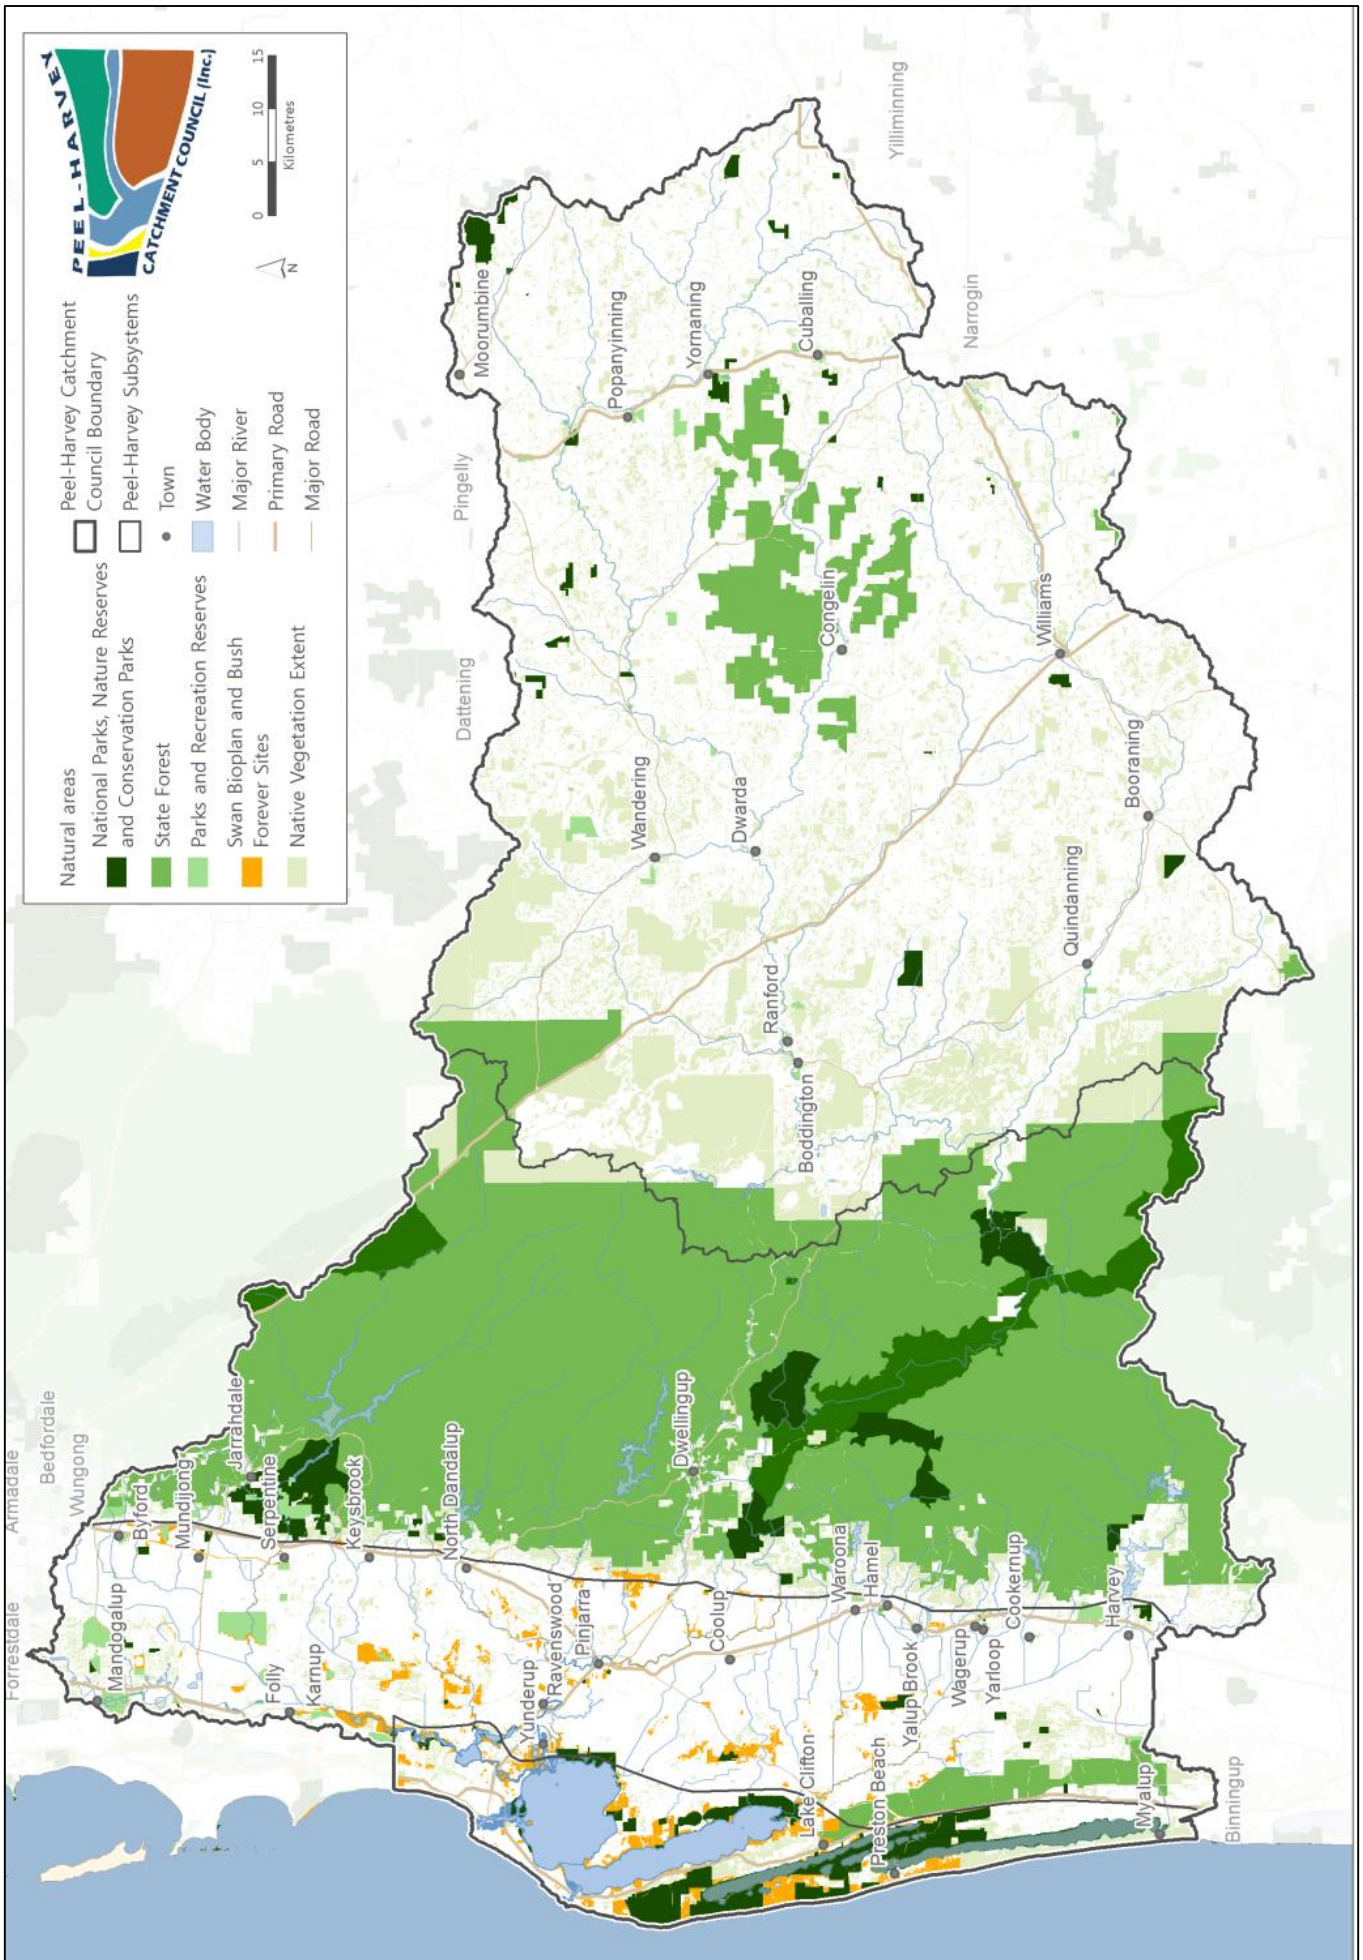 PEEL-HARVEY
CATCHMENT COUNCIL (Inc.)
Natural areas
National Parks, Nature Reserves
and Conservation Parks
State Forest
Parks and Recreation Reserves
Swan Bioplan and Bush
Forever Sites
Native Vegetation Extent
Peel-Harvey Catchment
Council Boundary
Peel-Harvey Subsystems
Town
Water Body
Major River
Primary Road
Major Road
N
0 5 10 15
Kilometres
Forrestdale
Armadale
Bedfordale
Wungong
Byford
Mandogalup
Mundijong
Jarrahdale
Serpentine
Folly
Karnup
Keysbrook
North Dandalup
Yunderup
Ravenswood
Pinjarra
Dwellingup
Coolup
Lake Clifton
Waroona
Hamel
Preston Beach
Yalup Brook
Wagerup
Yarloop
Cookernup
Harvey
Myalup
Binningup
Boddington
Ranford
Quindanning
Wandering
Dwarda
Booraning
Dattening
Pingelly
Congelin
Williams
Moorumbine
Popanyinning
Yornaning
Cuballing
Narrogin
Yilliminning